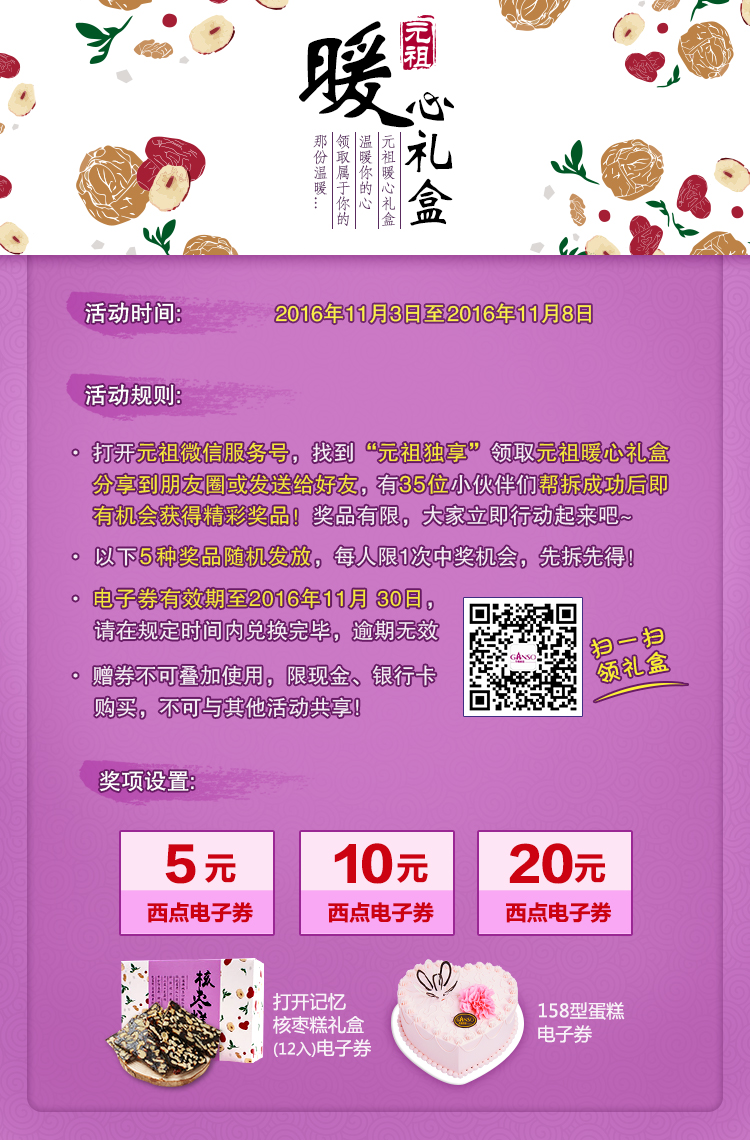 元祖
暖心礼盒
元祖暖心礼盒
温暖你的心
领取属于你的
那份温暖…
活动时间:
2016年11月3日至2016年11月8日
活动规则:
· 打开元祖微信服务号，找到“元祖独享”领取元祖暖心礼盒
分享到朋友圈或发送给好友，有35位小伙伴们帮拆成功后即
有机会获得精彩奖品！奖品有限，大家立即行动起来吧~
· 以下5种奖品随机发放，每人限1次中奖机会，先拆先得！
· 电子券有效期至2016年11月 30日，
请在规定时间内兑换完毕，逾期无效
· 赠券不可叠加使用，限现金、银行卡
购买，不可与其他活动共享！
GANSO
扫一扫
领礼盒
奖项设置:
5元
西点电子券
10元
西点电子券
20元
西点电子券
核枣糕
打开记忆
核枣糕礼盒
(12入)电子券
GANSO
158型蛋糕
电子券